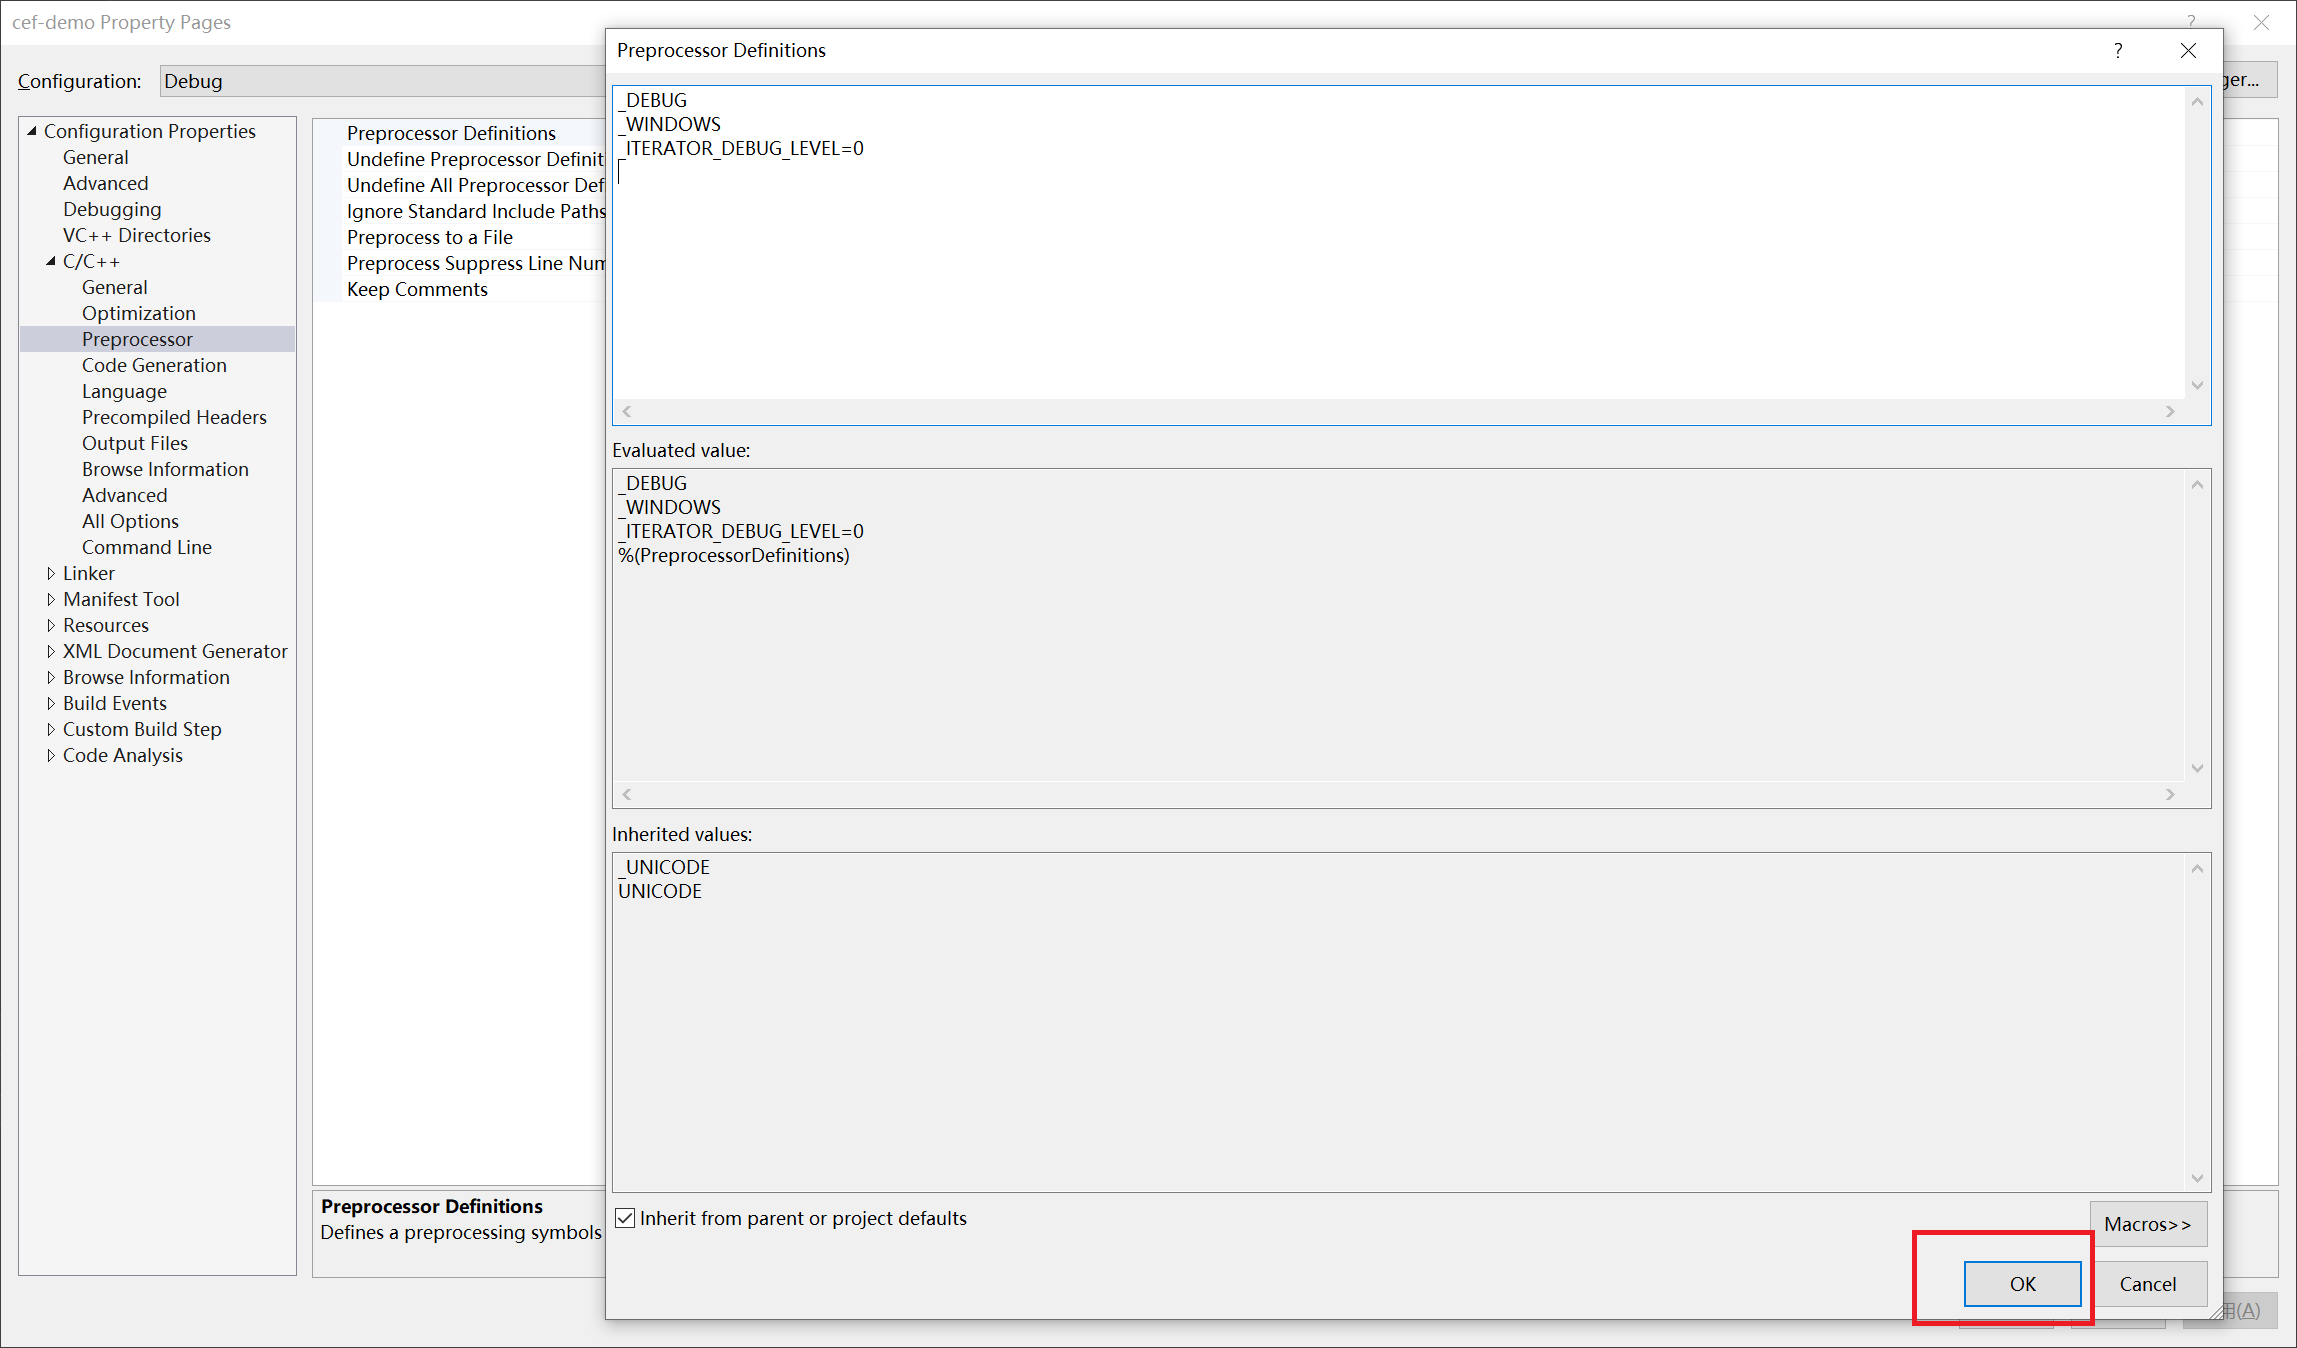 cef-demo Property Pages
Configuration:
Debug
Configuration Properties
General
Advanced
Debugging
VC++ Directories
C/C++
General
Optimization
Preprocessor
Code Generation
Language
Precompiled Headers
Output Files
Browse Information
Advanced
All Options
Command Line
Linker
Manifest Tool
Resources
XML Document Generator
Browse Information
Build Events
Custom Build Step
Code Analysis
Preprocessor Definitions
Undefine Preprocessor Definit
Undefine All Preprocessor Def
Ignore Standard Include Paths
Preprocess to a File
Preprocess Suppress Line Num
Keep Comments
Preprocessor Definitions
Defines a preprocessing symbols
Preprocessor Definitions
?
_DEBUG
_WINDOWS
_ITERATOR_DEBUG_LEVEL=0
Evaluated value:
_DEBUG
_WINDOWS
_ITERATOR_DEBUG_LEVEL=0
%(PreprocessorDefinitions)
Inherited values:
_UNICODE
UNICODE
Inherit from parent or project defaults
Macros>>
OK
Cancel
?
ger...
用(A)